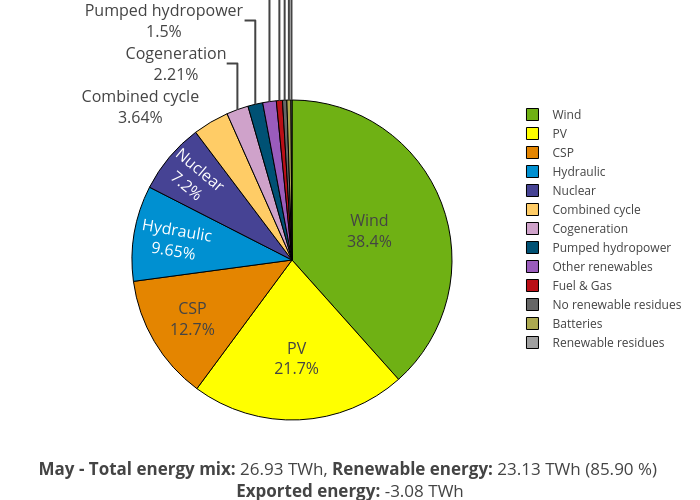 Pumped hydropower
1.5%
Cogeneration
2.21%
Combined cycle
3.64%
Nuclear
7.2%
Hydraulic
9.65%
CSP
12.7%
PV
21.7%
Wind
38.4%
Wind
PV
CSP
Hydraulic
Nuclear
Combined cycle
Cogeneration
Pumped hydropower
Other renewables
Fuel & Gas
No renewable residues
Batteries
Renewable residues
May - Total energy mix: 26.93 TWh, Renewable energy: 23.13 TWh (85.90 %)
Exported energy: -3.08 TWh